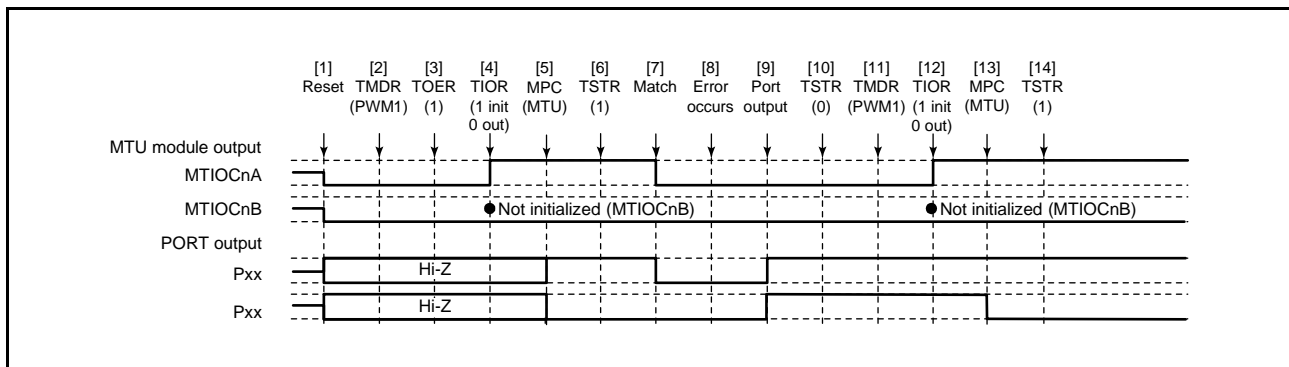 [1] [2] [3] [4] [5] [6] [7] [8] [9] [10] [11] [12] [13] [14]
Reset TMDR TOER TIOR MPC TSTR Match Error Port TSTR TMDR TIOR MPC TSTR
(PWM1) (1) (1 init (MTU) (1) occurs output (0) (PWM1) (1 init (MTU) (1)
0 out) 0 out)
MTU module output
MTIOCnA
MTIOCnB Not initialized (MTIOCnB) Not initialized (MTIOCnB)
PORT output
Pxx Hi-Z
Pxx Hi-Z